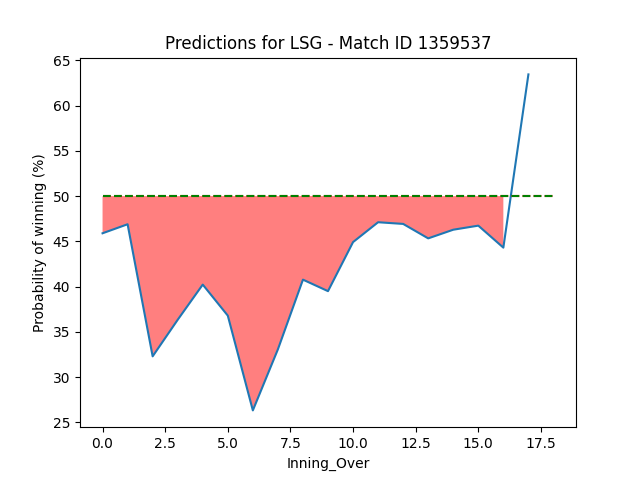 Predictions for LSG - Match ID 1359537
65
60
55
50
45
40
35
30
25
Probability of winning (%)
0.0 2.5 5.0 7.5 10.0 12.5 15.0 17.5
Inning_Over